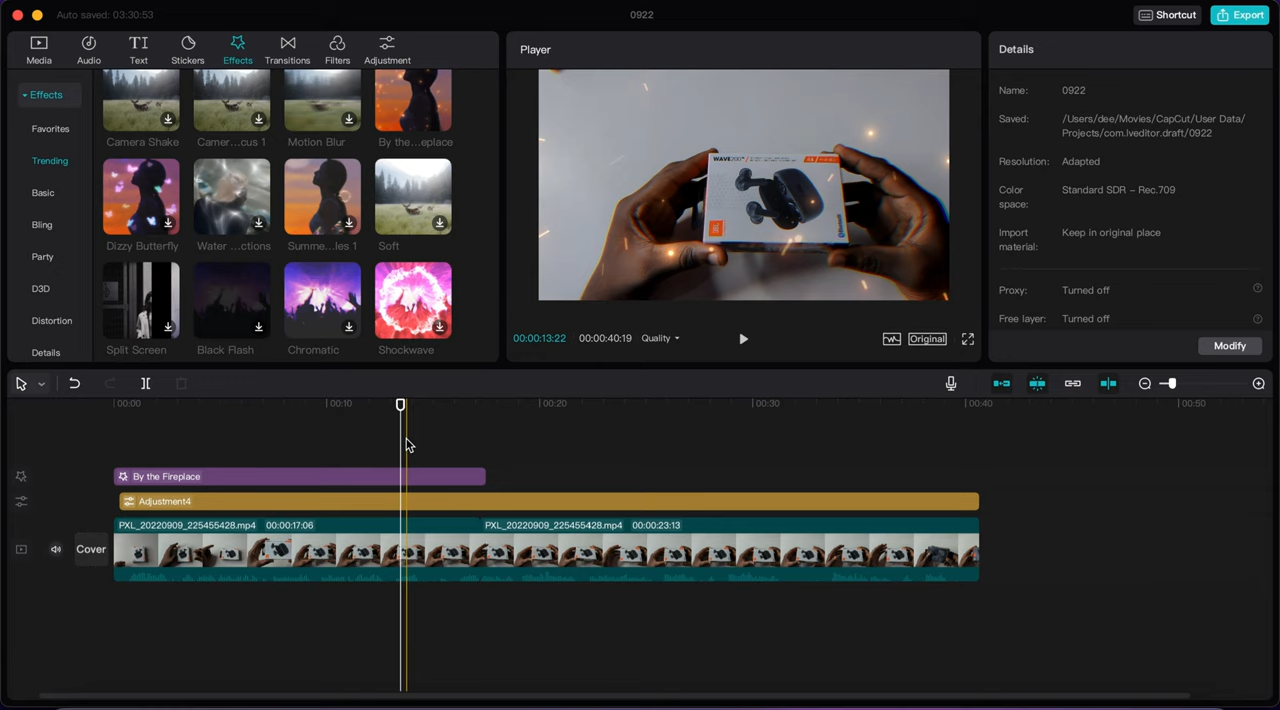 Auto saved: 03:30:53
0922
Shortcut
Export
Media
Audio
TI
Text
Stickers
Effects
Transitions
Filters
Adjustment
Effects
Favorites
Trending
Basic
Bling
Party
D3D
Distortion
Details
Camera Shake
Camer...cus 1
Motion Blur
By the...eplace
Dizzy Butterfly
Water ...ctions
Summe...les 1
Soft
Split Screen
Black Flash
Chromatic
Shockwave
Player
WAVE200
JBL
Bluetooth
00:00:13:22
00:00:40:19
Quality
Original
Details
Name: 0922
Saved: /Users/dee/Movies/CapCut/User Data/
Projects/com.lveditor.draft/0922
Resolution: Adapted
Color space: Standard SDR – Rec.709
Import material: Keep in original place
Proxy: Turned off
Free layer: Turned off
Modify
00:00
00:10
00:20
00:30
00:40
00:50
By the Fireplace
Adjustment4
PXL_20220909_225455428.mp4 00:00:17:06
PXL_20220909_225455428.mp4 00:00:23:13
Cover